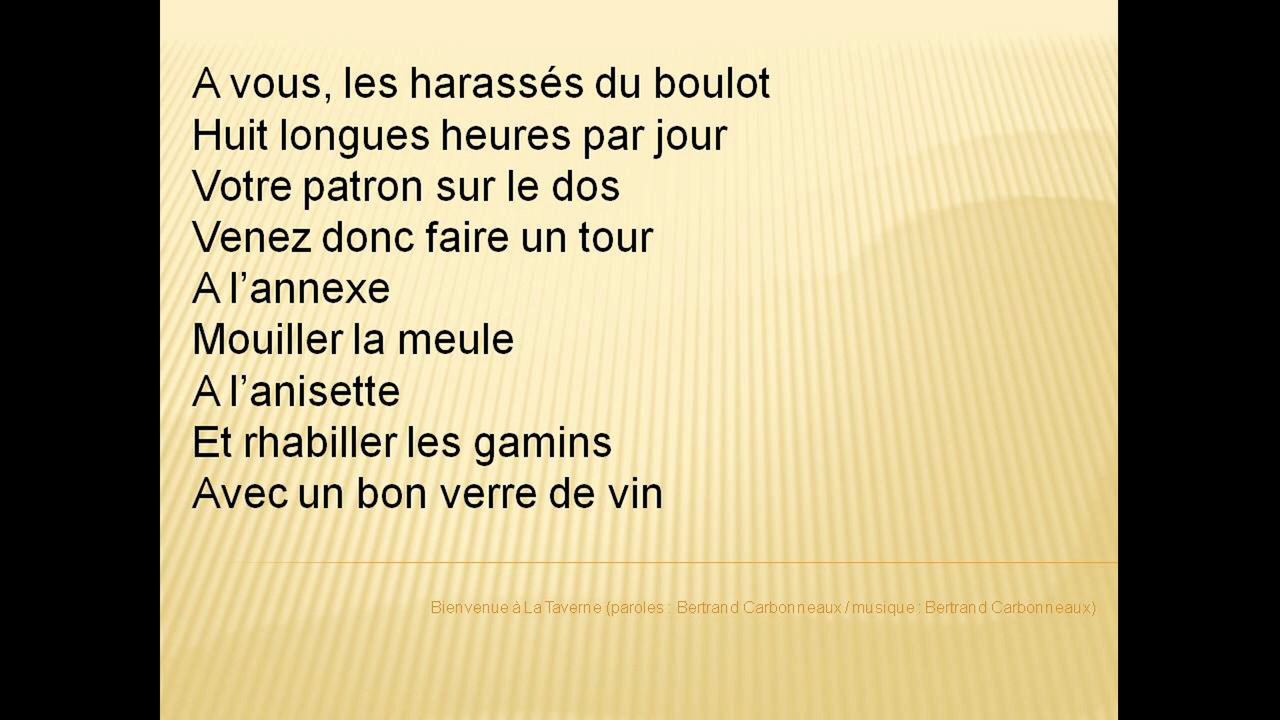 A vous, les harassés du boulot
Huit longues heures par jour
Votre patron sur le dos
Venez donc faire un tour
A l’annexe
Mouiller la meule
A l’anisette
Et rhabiller les gamins
Avec un bon verre de vin
Bienvenue à La Taverne (paroles : Bertrand Carbonneaux / musique : Bertrand Carbonneaux)